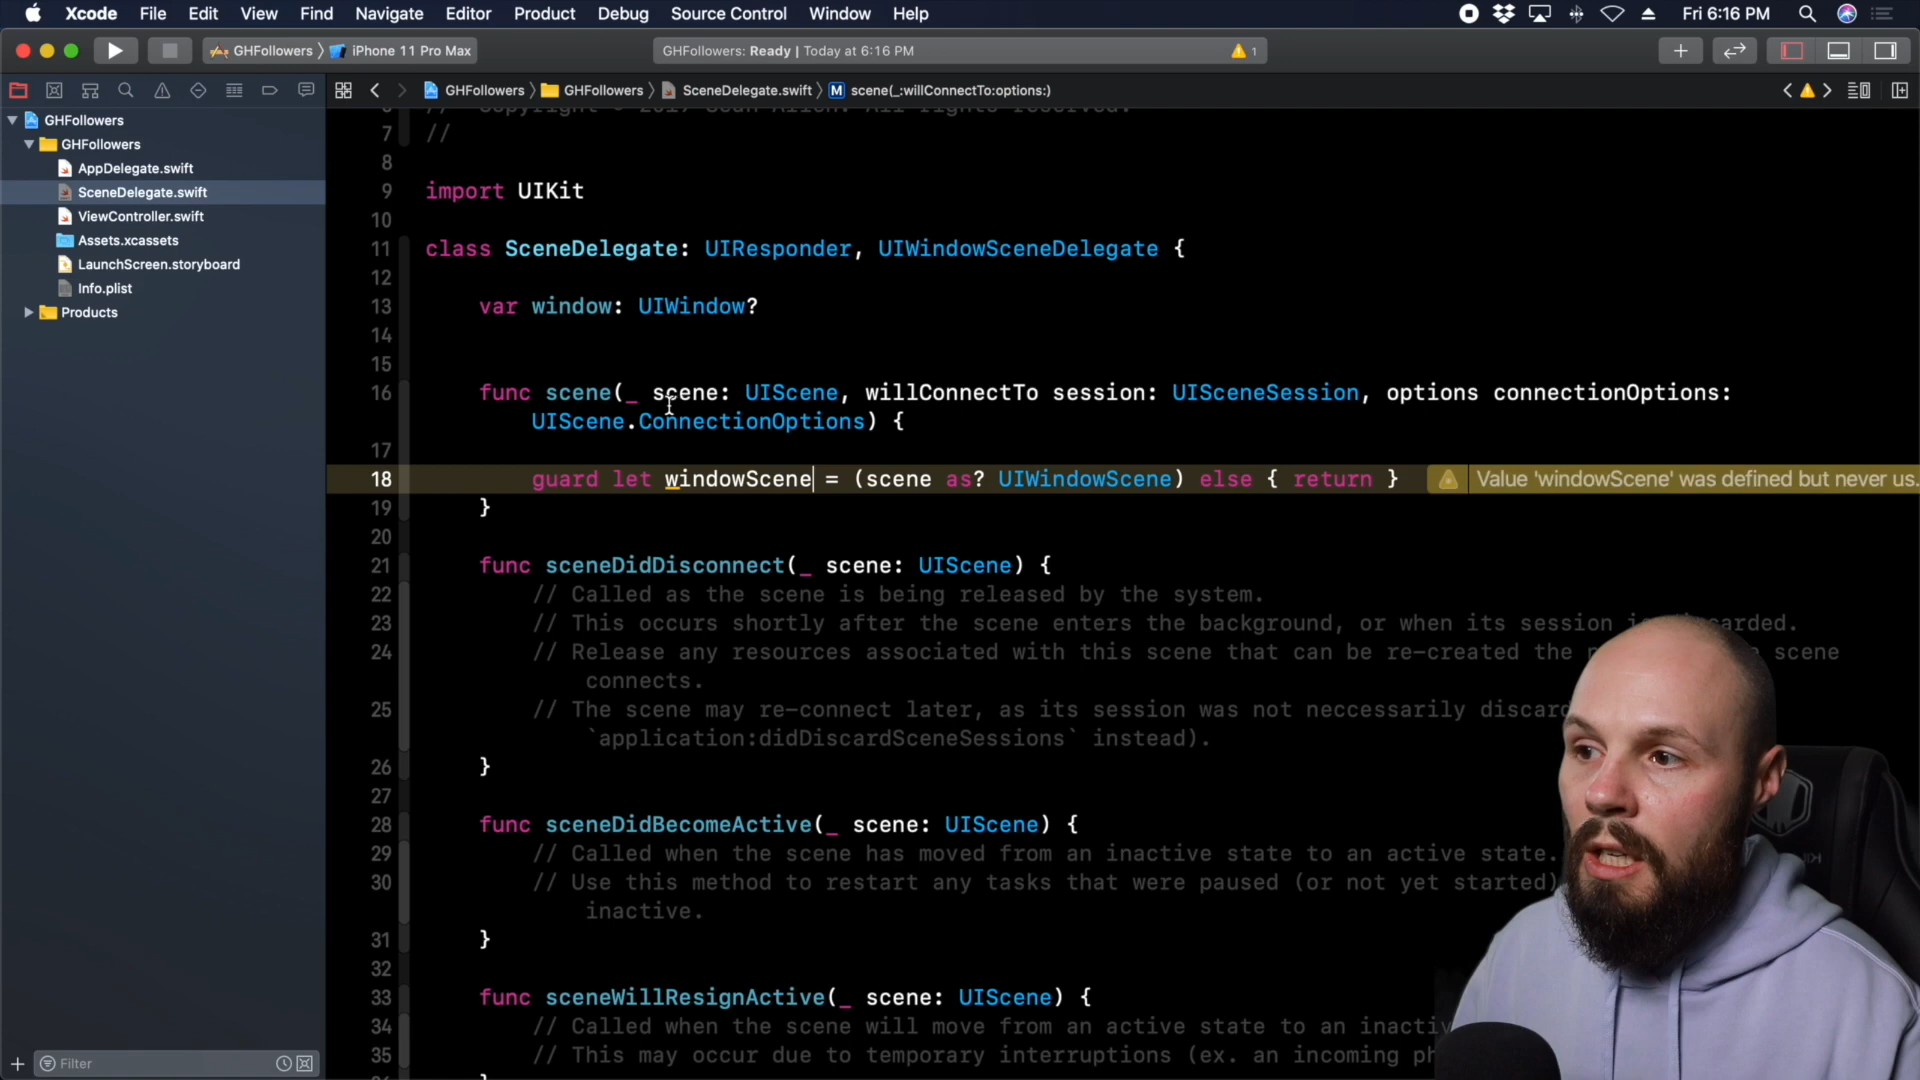 Xcode File Edit View Find Navigate Editor Product Debug Source Control Window Help Fri 6:16 PM
GHFollowers iPhone 11 Pro Max GHFollowers: Ready | Today at 6:16 PM 1
GHFollowers GHFollowers SceneDelegate.swift M scene(_:willConnectTo:options:)
GHFollowers
GHFollowers
AppDelegate.swift
SceneDelegate.swift
ViewController.swift
Assets.xcassets
LaunchScreen.storyboard
Info.plist
Products
Filter
7 //
8
9 import UIKit
10
11 class SceneDelegate: UIResponder, UIWindowSceneDelegate {
12
13 var window: UIWindow?
14
15
16 func scene(_ scene: UIScene, willConnectTo session: UISceneSession, options connectionOptions:
UIScene.ConnectionOptions) {
17
18 guard let windowScene = (scene as? UIWindowScene) else { return } Value 'windowScene' was defined but never us.
19 }
20
21 func sceneDidDisconnect(_ scene: UIScene) {
22 // Called as the scene is being released by the system.
23 // This occurs shortly after the scene enters the background, or when its session
24 // Release any resources associated with this scene that can be re-created the scene
connects.
25 // The scene may re-connect later, as its session was not neccessarily
`application:didDiscardSceneSessions` instead).
26 }
27
28 func sceneDidBecomeActive(_ scene: UIScene) {
29 // Called when the scene has moved from an inactive state to an active state.
30 // Use this method to restart any tasks that were paused (or not yet started)
inactive.
31 }
32
33 func sceneWillResignActive(_ scene: UIScene) {
34 // Called when the scene will move from an active state to an
35 // This may occur due to temporary interruptions (ex. an incoming